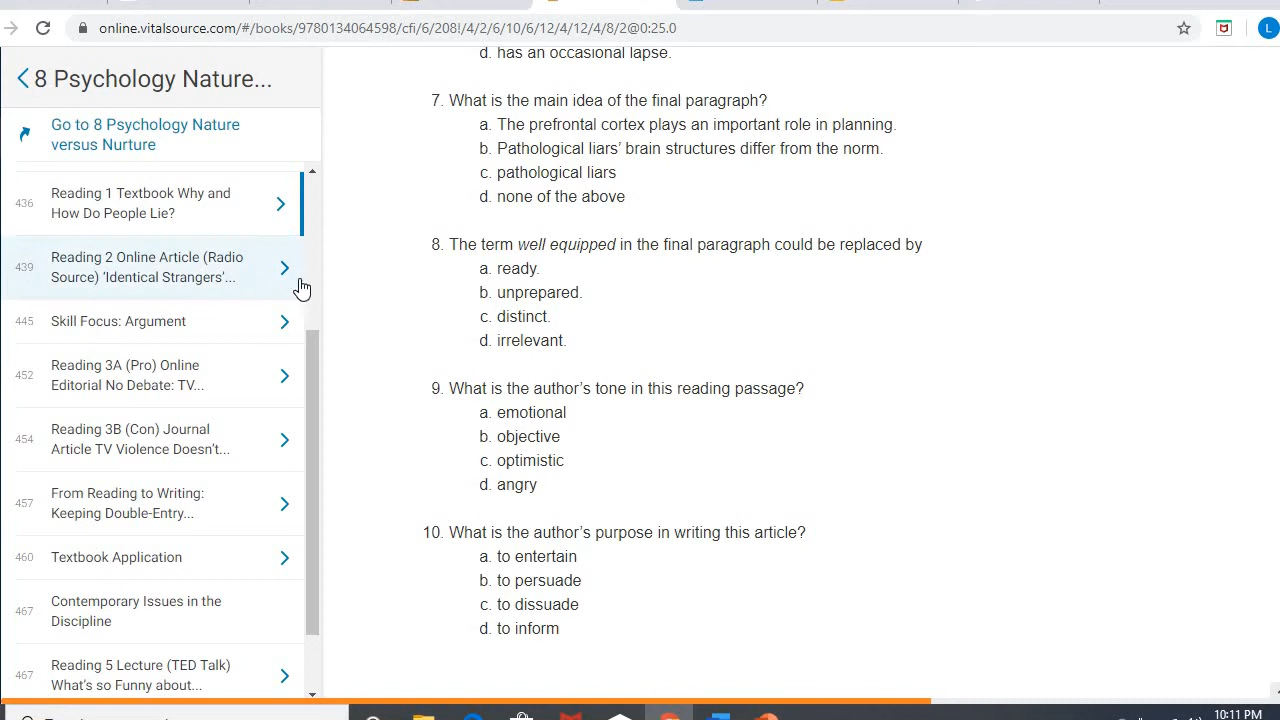 online.vitalsource.com/#/books/9780134064598/cfi/6/208!/4/2/6/10/6/12/4/12/4/8/2@0:25.0
L
8 Psychology Nature...
Go to 8 Psychology Nature
versus Nurture
436 Reading 1 Textbook Why and
How Do People Lie?
439 Reading 2 Online Article (Radio
Source) ‘Identical Strangers’...
445 Skill Focus: Argument
452 Reading 3A (Pro) Online
Editorial No Debate: TV...
454 Reading 3B (Con) Journal
Article TV Violence Doesn’t...
457 From Reading to Writing:
Keeping Double-Entry...
460 Textbook Application
467 Contemporary Issues in the
Discipline
467 Reading 5 Lecture (TED Talk)
What’s so Funny about...
d. has an occasional lapse.
7. What is the main idea of the final paragraph?
a. The prefrontal cortex plays an important role in planning.
b. Pathological liars’ brain structures differ from the norm.
c. pathological liars
d. none of the above
8. The term well equipped in the final paragraph could be replaced by
a. ready.
b. unprepared.
c. distinct.
d. irrelevant.
9. What is the author’s tone in this reading passage?
a. emotional
b. objective
c. optimistic
d. angry
10. What is the author’s purpose in writing this article?
a. to entertain
b. to persuade
c. to dissuade
d. to inform
10:11 PM